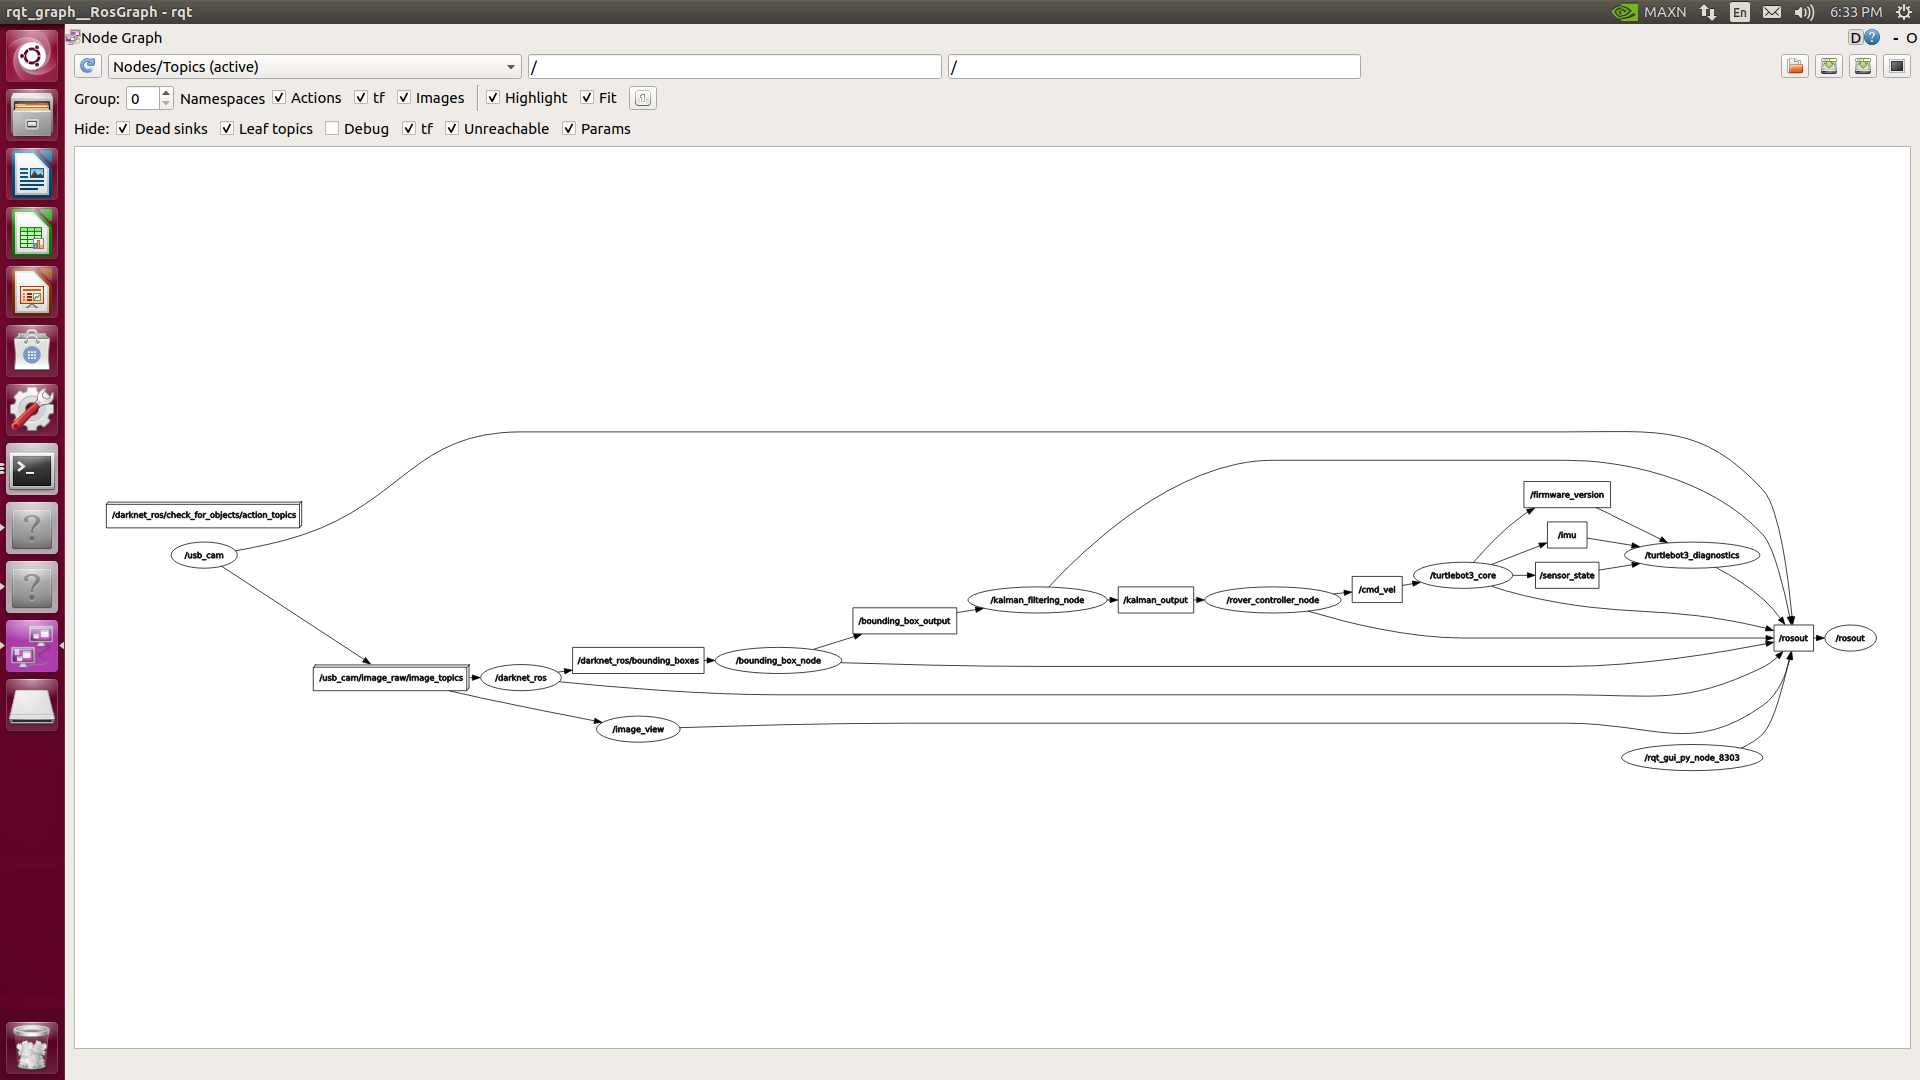 rqt_graph__RosGraph - rqt
MAXN En 6:33 PM
Node Graph
D ? - O
Nodes/Topics (active) / /
Group: 0 Namespaces Actions tf Images Highlight Fit
Hide: Dead sinks Leaf topics Debug tf Unreachable Params
/firmware_version
/darknet_ros/check_for_objects/action_topics
/imu
/usb_cam
/turtlebot3_diagnostics
/turtlebot3_core
/sensor_state
/cmd_vel
/kalman_filtering_node
/kalman_output
/rover_controller_node
/bounding_box_output
/rosout
/rosout
/darknet_ros/bounding_boxes
/bounding_box_node
/usb_cam/image_raw/image_topics
/darknet_ros
/image_view
/rqt_gui_py_node_8303